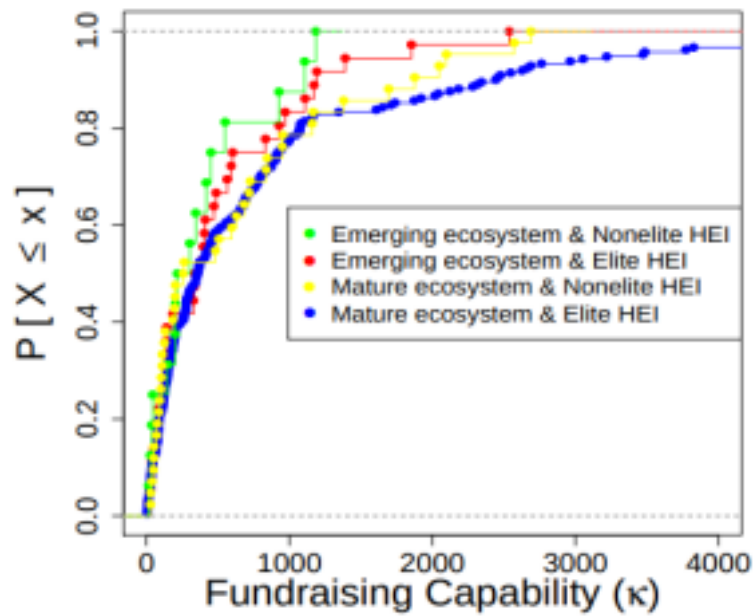 P [ X ≤ x ]
1.0
0.8
0.6
0.4
0.2
0.0
Emerging ecosystem & Nonelite HEI
Emerging ecosystem & Elite HEI
Mature ecosystem & Nonelite HEI
Mature ecosystem & Elite HEI
0 1000 2000 3000 4000
Fundraising Capability (κ)